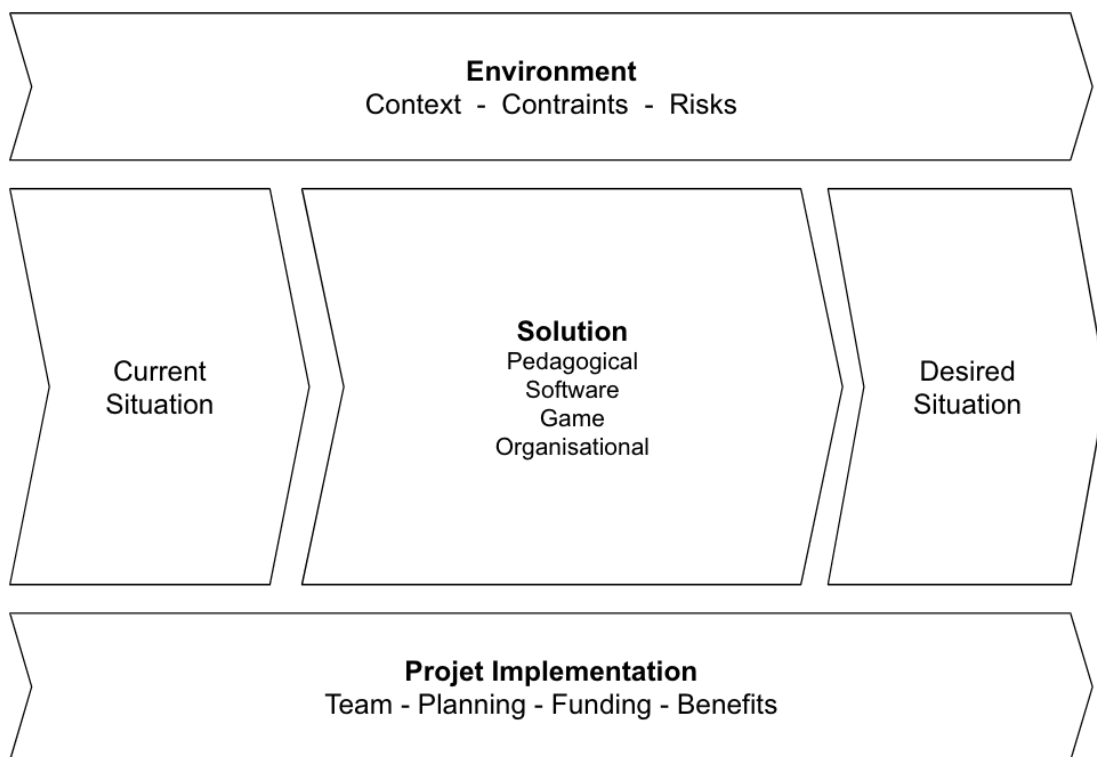 Environment
Context - Contraints - Risks
Current
Situation
Solution
Pedagogical
Software
Game
Organisational
Desired
Situation
Projet Implementation
Team - Planning - Funding - Benefits